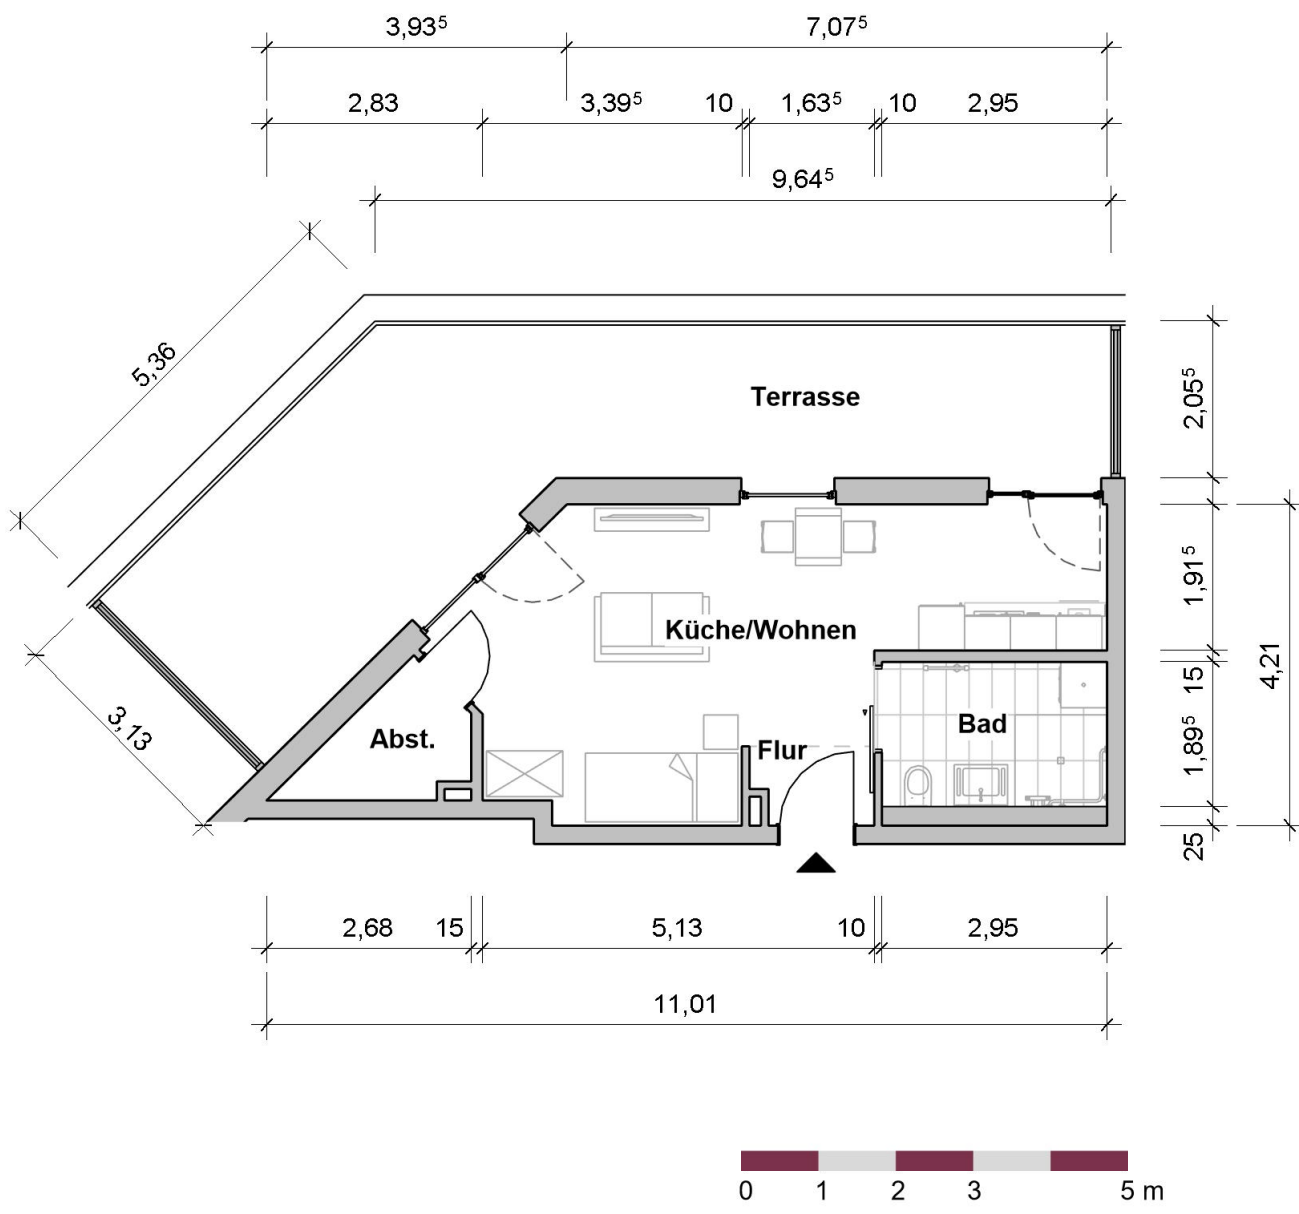 3,93⁵ 7,07⁵
2,83 3,39⁵ 10 1,63⁵ 10 2,95
9,64⁵
5,36
Terrasse
2,05⁵
1,91⁵
Küche/Wohnen
4,21
15
3,13
Abst.
Flur
Bad
1,89⁵
25
2,68 15 5,13 10 2,95
11,01
0 1 2 3 5 m